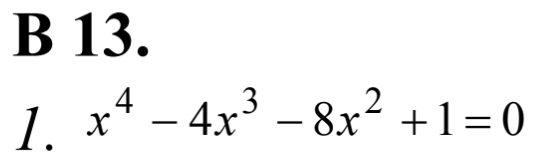 B 13.
1. x⁴ − 4x³ − 8x² + 1 = 0